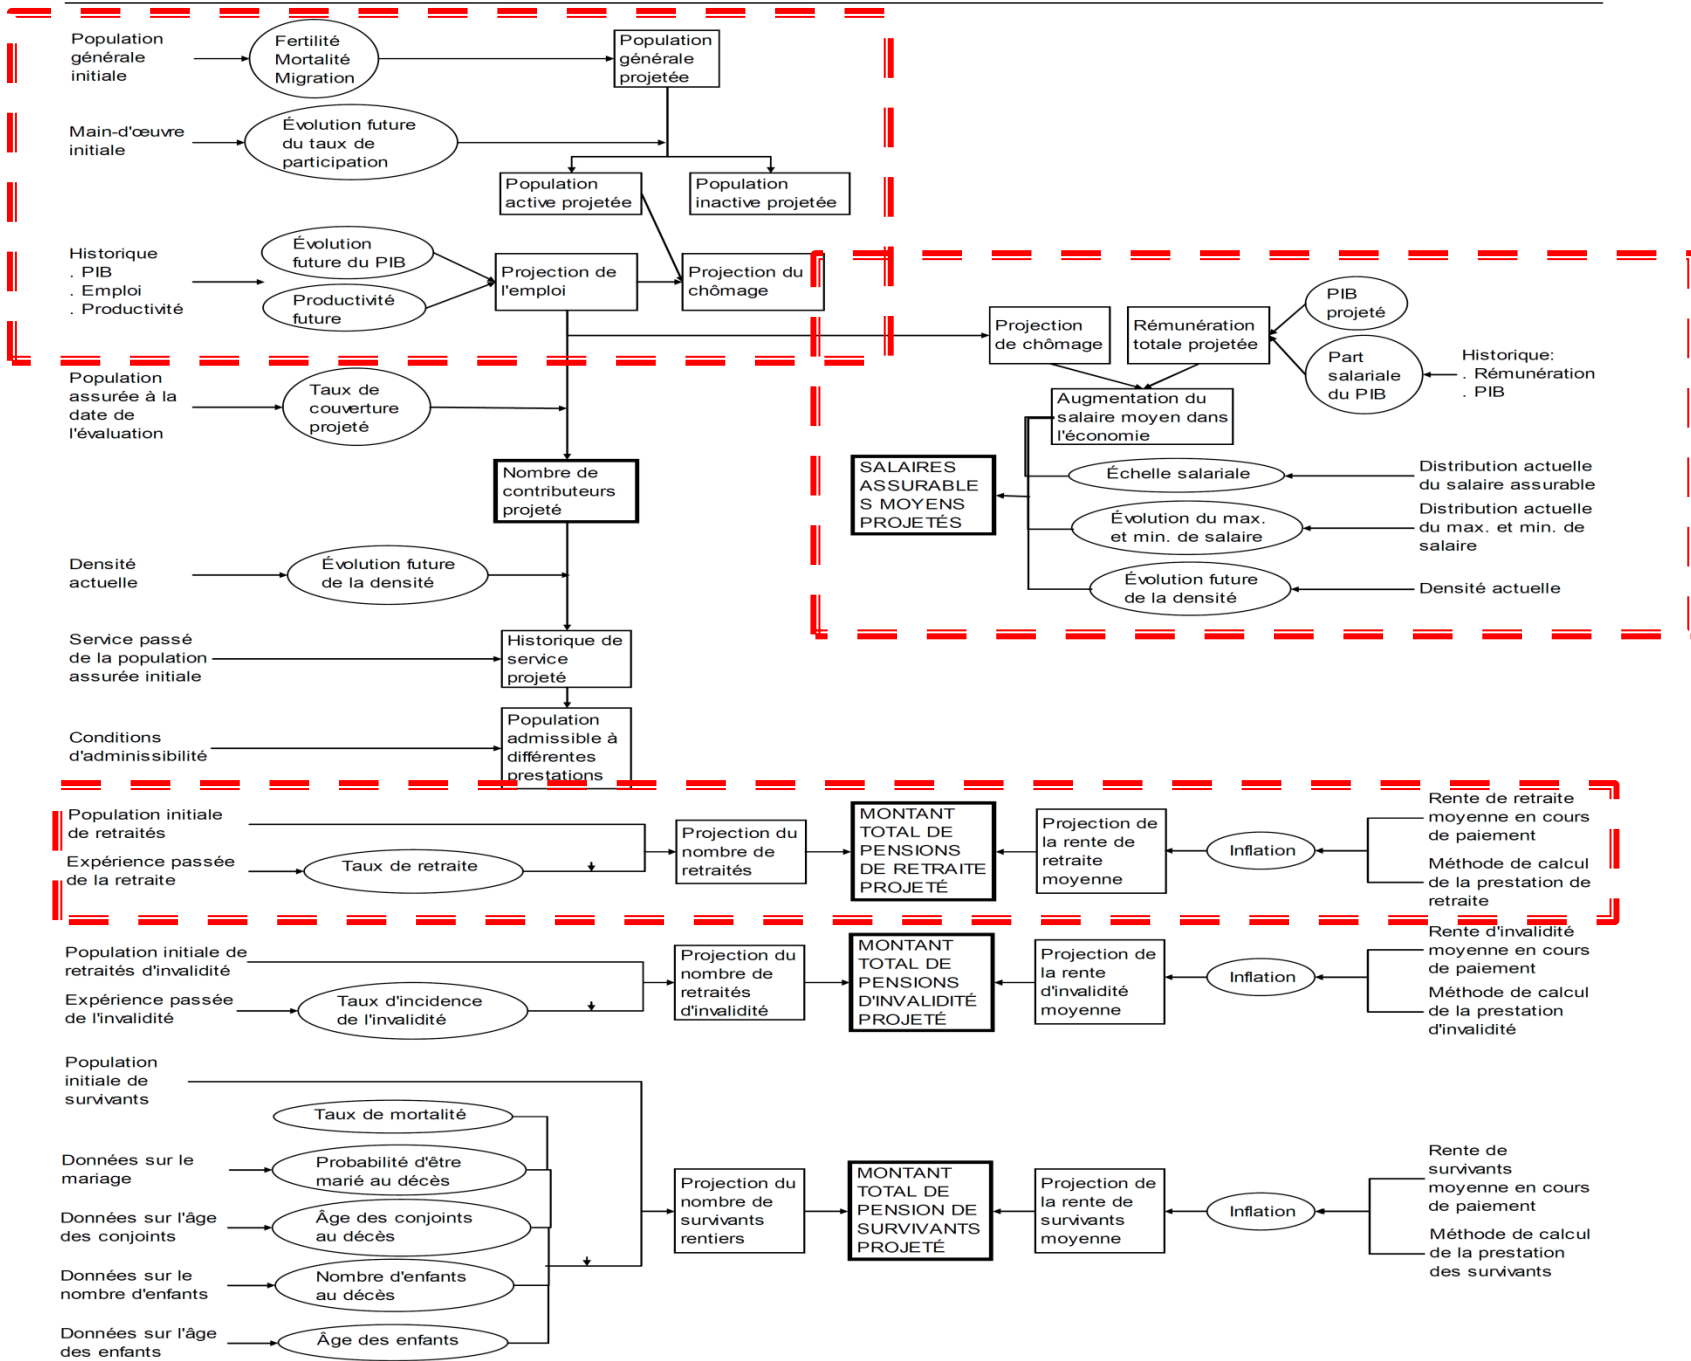 Population
générale
initiale
Fertilité
Mortalité
Migration
Population
générale
projetée
Main-d'œuvre
initiale
Évolution future
du taux de
participation
Population
active projetée
Population
inactive projetée
Historique
. PIB
. Emploi
. Productivité
Évolution
future du PIB
Productivité
future
Projection de
l'emploi
Projection du
chômage
Projection
de chômage
Rémunération
totale projetée
PIB
projeté
Part
salariale
du PIB
Historique:
. Rémunération
. PIB
Population
assurée à la
date de
l'évaluation
Taux de
couverture
projeté
Augmentation du
salaire moyen dans
l'économie
Nombre de
contributeurs
projeté
SALAIRES
ASSURABLE
S MOYENS
PROJETÉS
Échelle salariale
Distribution actuelle
du salaire assurable
Évolution du max.
et min. de salaire
Distribution actuelle
du max. et min. de
salaire
Densité
actuelle
Évolution future
de la densité
Évolution future
de la densité
Densité actuelle
Service passé
de la population
assurée initiale
Historique de
service
projeté
Conditions
d'adminissibilité
Population
admissible à
différentes
prestations
Population initiale
de retraités
Expérience passée
de la retraite
Taux de retraite
Projection du
nombre de
retraités
MONTANT
TOTAL DE
PENSIONS
DE RETRAITE
PROJETÉ
Projection de
la rente de
retraite
moyenne
Inflation
Rente de retraite
moyenne en cours
de paiement
Méthode de calcul
de la prestation de
retraite
Population initiale de
retraités d'invalidité
Expérience passée
de l'invalidité
Taux d'incidence
de l'invalidité
Projection du
nombre de
retraités
d'invalidité
MONTANT
TOTAL DE
PENSIONS
D'INVALIDITÉ
PROJETÉ
Projection de
la rente
d'invalidité
moyenne
Inflation
Rente d'invalidité
moyenne en cours
de paiement
Méthode de calcul
de la prestation
d'invalidité
Population
initiale de
survivants
Taux de mortalité
Données sur le
mariage
Probabilité d'être
marié au décès
Données sur l'âge
des conjoints
Âge des conjoints
au décès
Données sur le
nombre d'enfants
Nombre d'enfants
au décès
Données sur l'âge
des enfants
Âge des enfants
Projection du
nombre de
survivants
rentiers
MONTANT
TOTAL DE
PENSION DE
SURVIVANTS
PROJETÉ
Projection de
la rente de
survivants
moyenne
Inflation
Rente de
survivants
moyenne en cours
de paiement
Méthode de calcul
de la prestation
des survivants